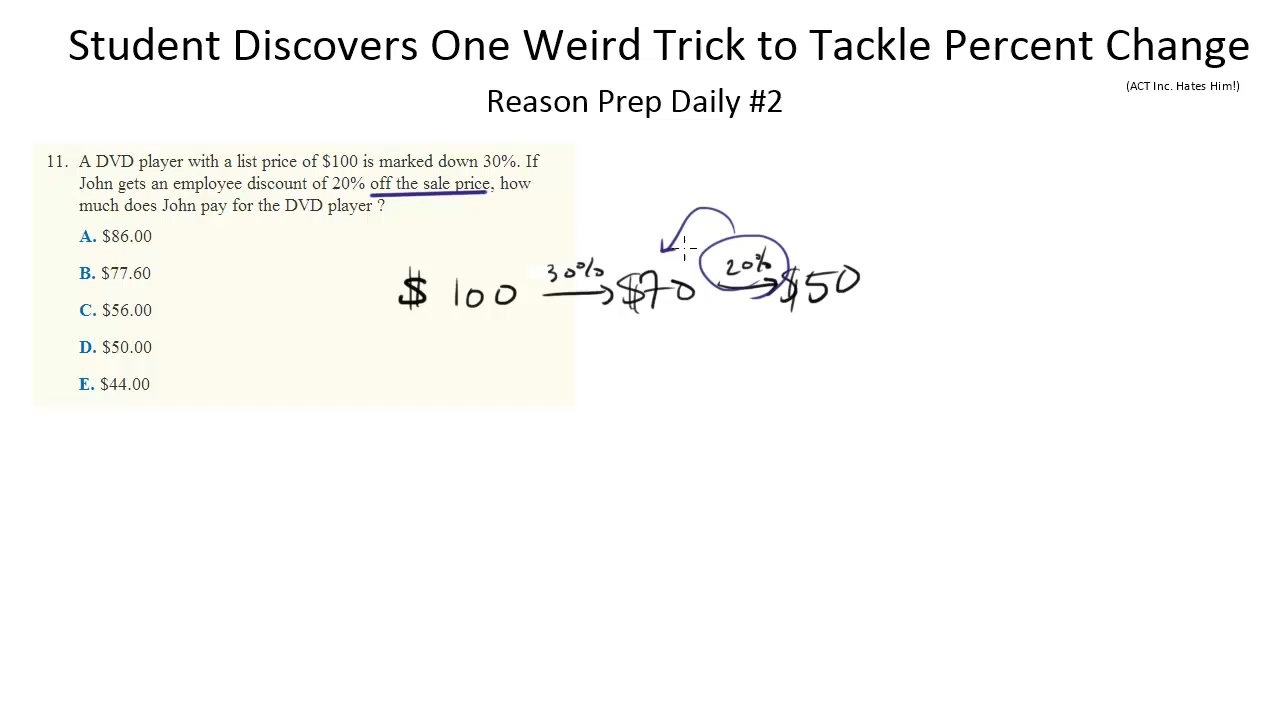 Student Discovers One Weird Trick to Tackle Percent Change
(ACT Inc. Hates Him!)
Reason Prep Daily #2
11. A DVD player with a list price of $100 is marked down 30%. If
John gets an employee discount of 20% off the sale price, how
much does John pay for the DVD player ?
A. $86.00
B. $77.60
C. $56.00
D. $50.00
E. $44.00
$ 100 30% $70 20% $50